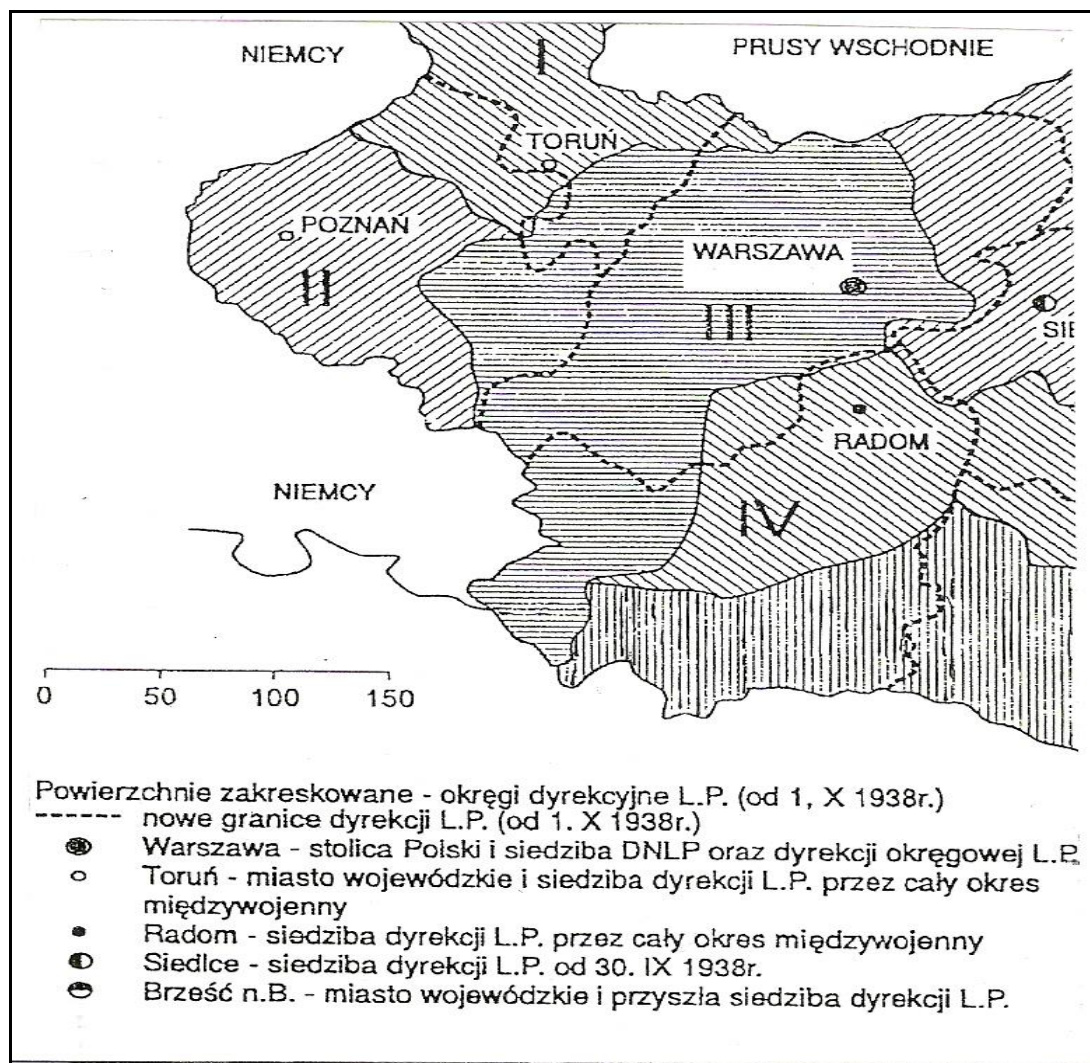 NIEMCY
PRUSY WSCHODNIE
I
TORUŃ
POZNAŃ
II
WARSZAWA
III
SIE
RADOM
NIEMCY
IV
0 50 100 150
Powierzchnie zakreskowane - okręgi dyrekcyjne L.P. (od 1, X 1938r.)
nowe granice dyrekcji L.P. (od 1. X 1938r.)
Warszawa - stolica Polski i siedziba DNLP oraz dyrekcji okręgowej L.P.
Toruń - miasto wojewódzkie i siedziba dyrekcji L.P. przez cały okres
międzywojenny
Radom - siedziba dyrekcji L.P. przez cały okres międzywojenny
Siedlce - siedziba dyrekcji L.P. od 30. IX 1938r.
Brześć n.B. - miasto wojewódzkie i przyszła siedziba dyrekcji L.P.